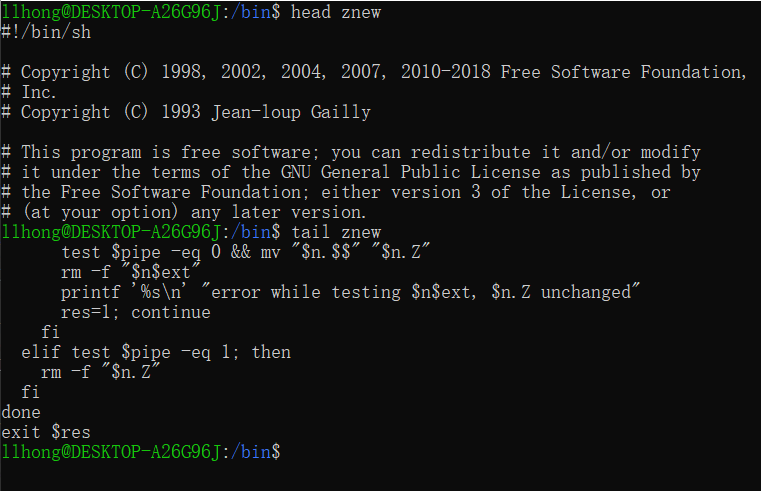 llhong@DESKTOP-A26G96J:/bin$ head znew
#!/bin/sh

# Copyright (C) 1998, 2002, 2004, 2007, 2010-2018 Free Software Foundation,
# Inc.
# Copyright (C) 1993 Jean-loup Gailly

# This program is free software; you can redistribute it and/or modify
# it under the terms of the GNU General Public License as published by
# the Free Software Foundation; either version 3 of the License, or
# (at your option) any later version.
llhong@DESKTOP-A26G96J:/bin$ tail znew
      test $pipe -eq 0 && mv "$n.$$" "$n.Z"
      rm -f "$n$ext"
      printf '%s\n' "error while testing $n$ext, $n.Z unchanged"
      res=1; continue
    fi
  elif test $pipe -eq 1; then
    rm -f "$n.Z"
  fi
done
exit $res
llhong@DESKTOP-A26G96J:/bin$